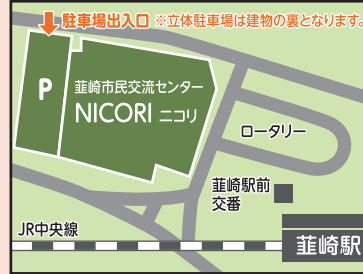 駐車場出入口 ※立体駐車場は建物の裏となります。
P
韮崎市民交流センター
NICORI ニコリ
ロータリー
韮崎駅前
交番
JR中央線
韮崎駅